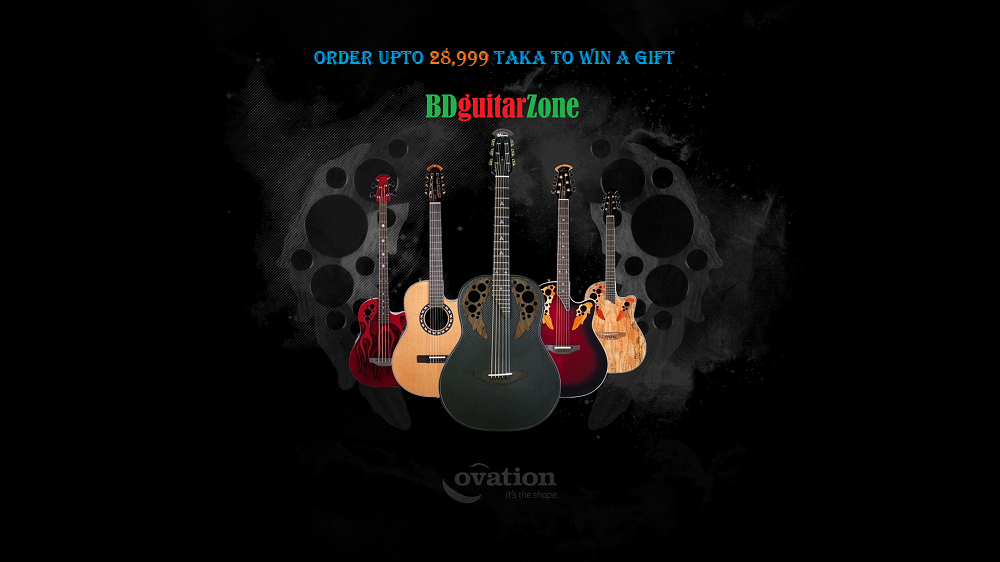 ORDER UPTO 28,999 TAKA TO WIN A GIFT
BDguitarZone
ovation
it's the shape.